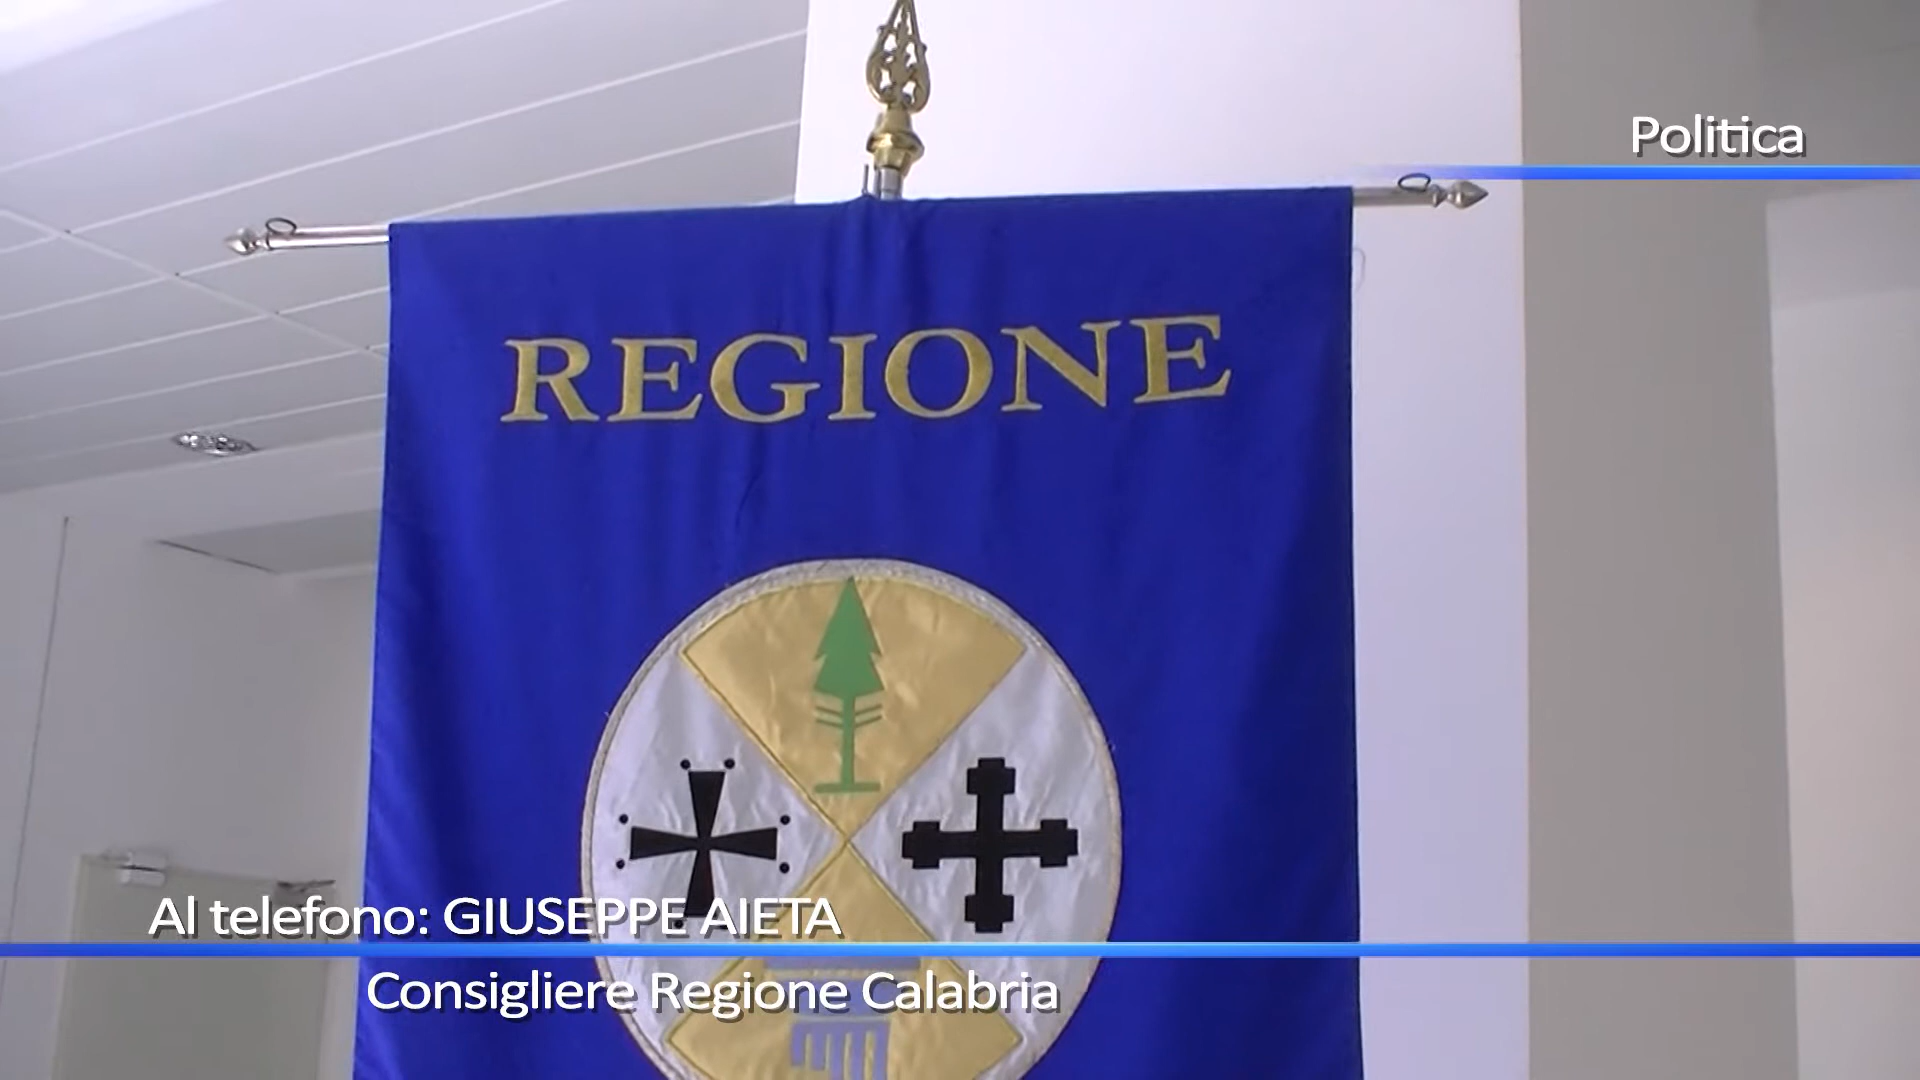 Politica
REGIONE
Al telefono: GIUSEPPE AIETA
Consigliere Regione Calabria